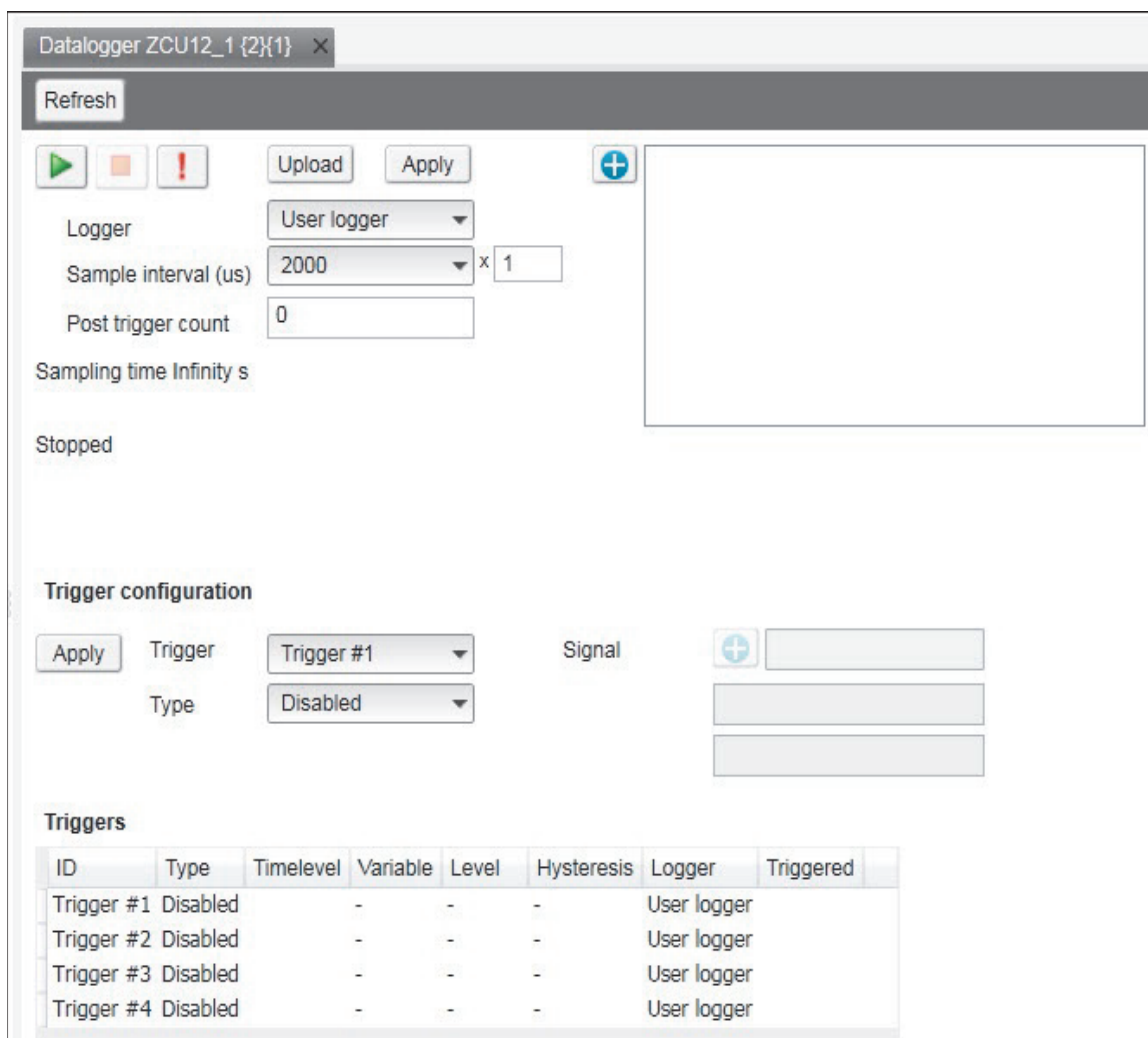 Datalogger ZCU12_1 {2}{1}
Refresh
Upload Apply
Logger User logger
Sample interval (us) 2000 x 1
Post trigger count 0
Sampling time Infinity s
Stopped
Trigger configuration
Apply Trigger Trigger #1 Signal
Type Disabled
Triggers
ID Type Timelevel Variable Level Hysteresis Logger Triggered
Trigger #1 Disabled - - - User logger
Trigger #2 Disabled - - - User logger
Trigger #3 Disabled - - - User logger
Trigger #4 Disabled - - - User logger